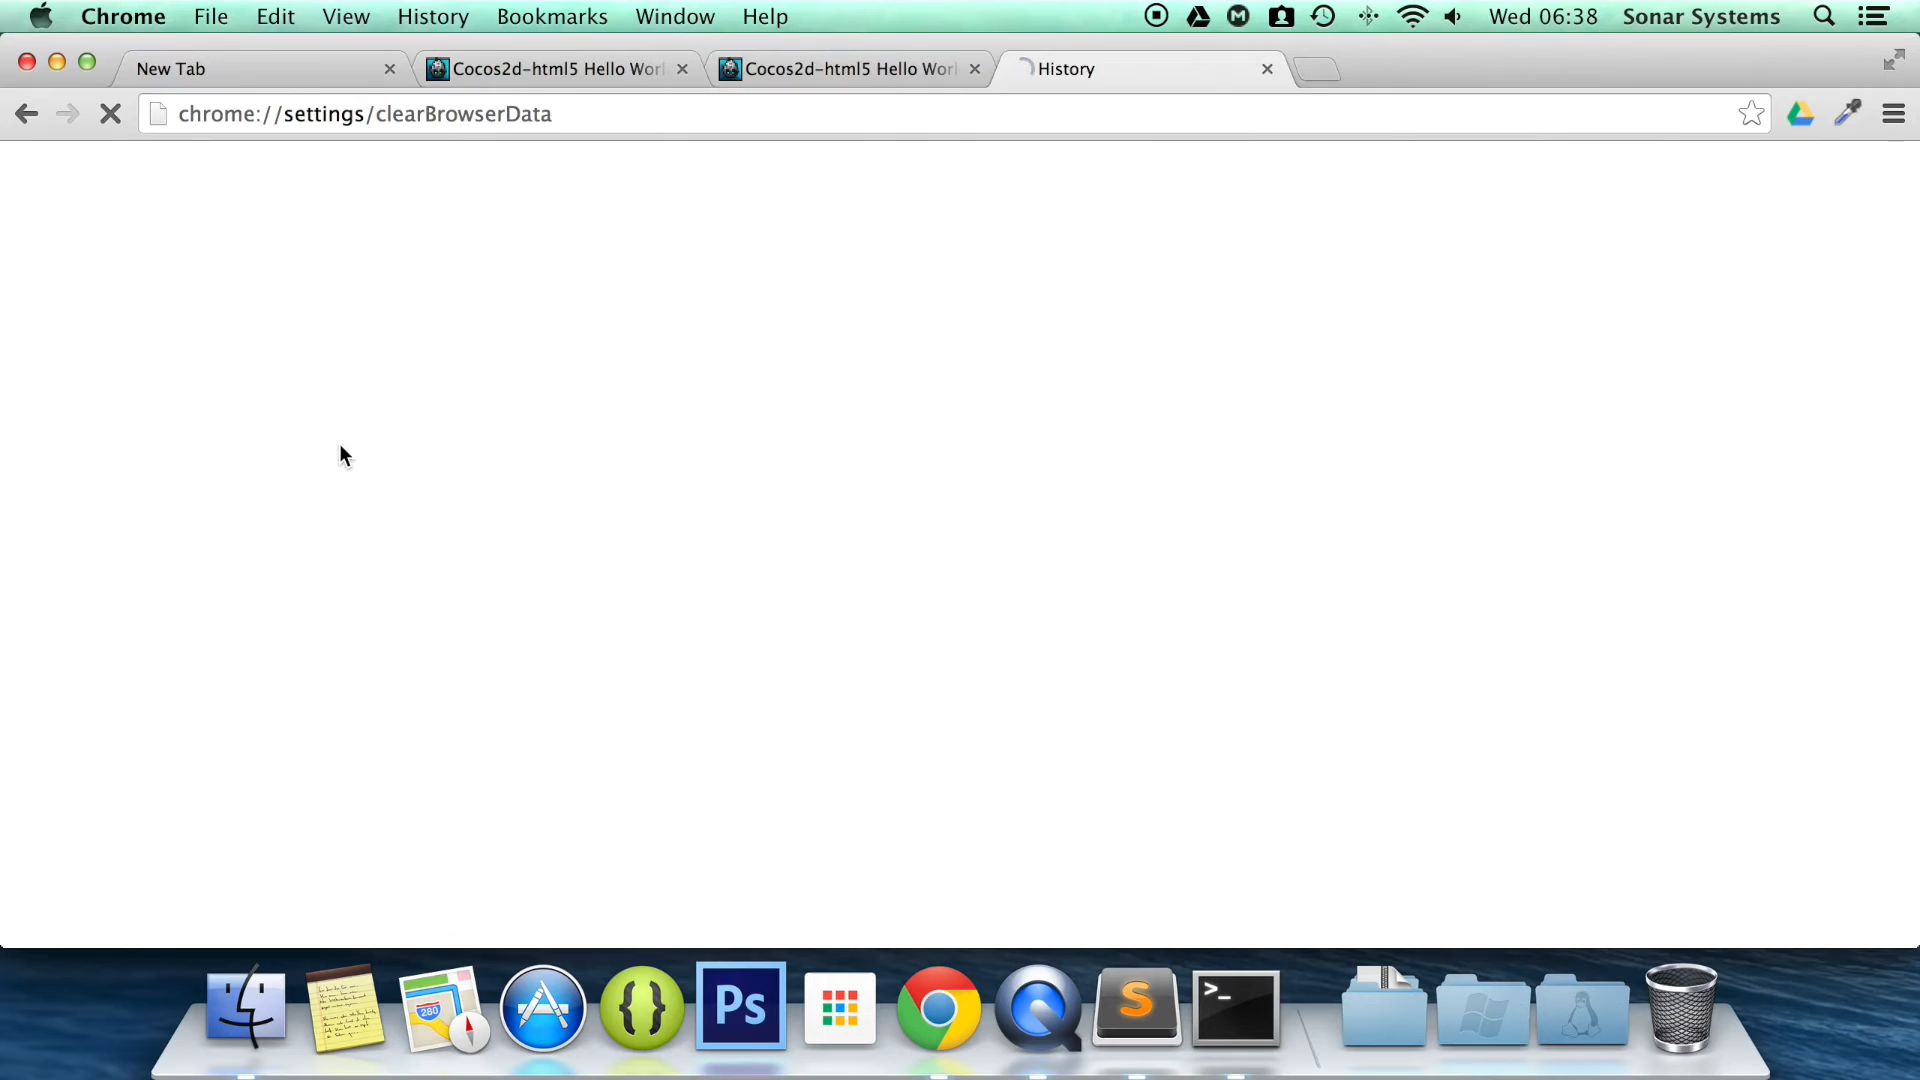 Chrome File Edit View History Bookmarks Window Help Wed 06:38 Sonar Systems
New Tab Cocos2d-html5 Hello Worl Cocos2d-html5 Hello Worl History
chrome://settings/clearBrowserData
280 Ps S >_